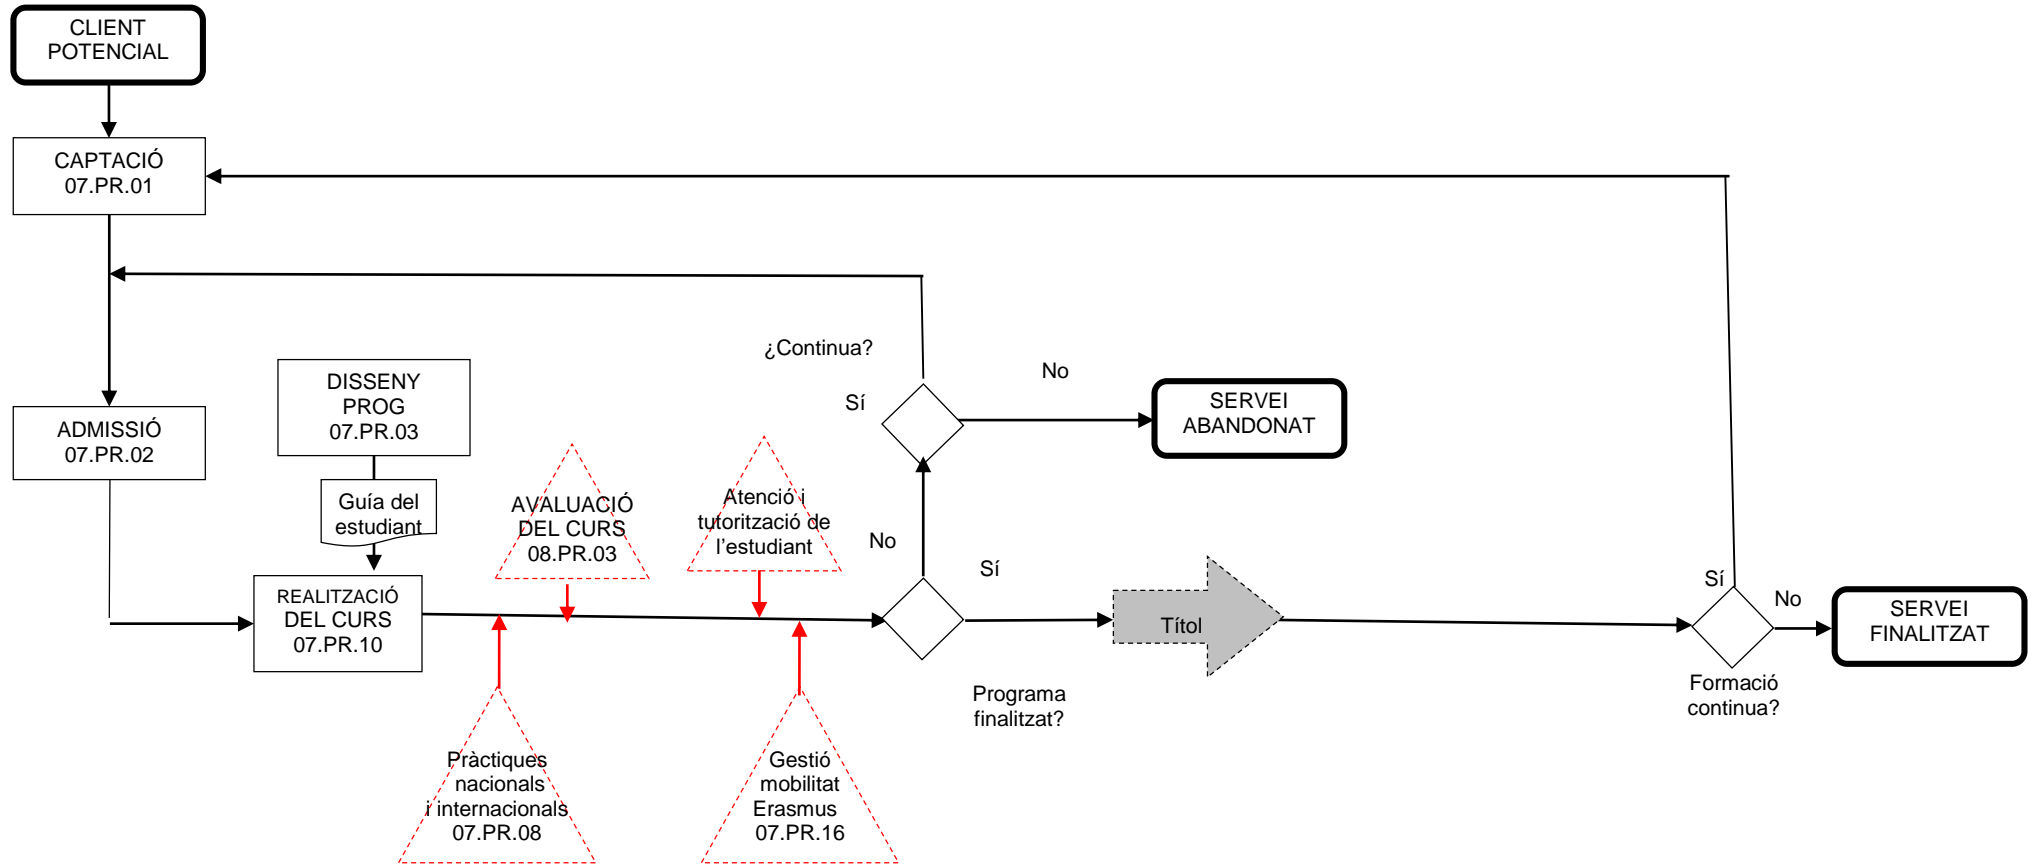 CLIENT
POTENCIAL
CAPTACIÓ
07.PR.01
¿Continua?
No
Sí
SERVEI
ABANDONAT
DISSENY
PROG
07.PR.03
ADMISSIÓ
07.PR.02
Guía del
estudiant
AVALUACIÓ
DEL CURS
08.PR.03
Atenció i
tutorització de
l’estudiant
No
Sí
REALITZACIÓ
DEL CURS
07.PR.10
Títol
Sí
No
SERVEI
FINALITZAT
Programa
finalitzat?
Formació
continua?
Pràctiques
nacionals
i internacionals
07.PR.08
Gestió
mobilitat
Erasmus
07.PR.16